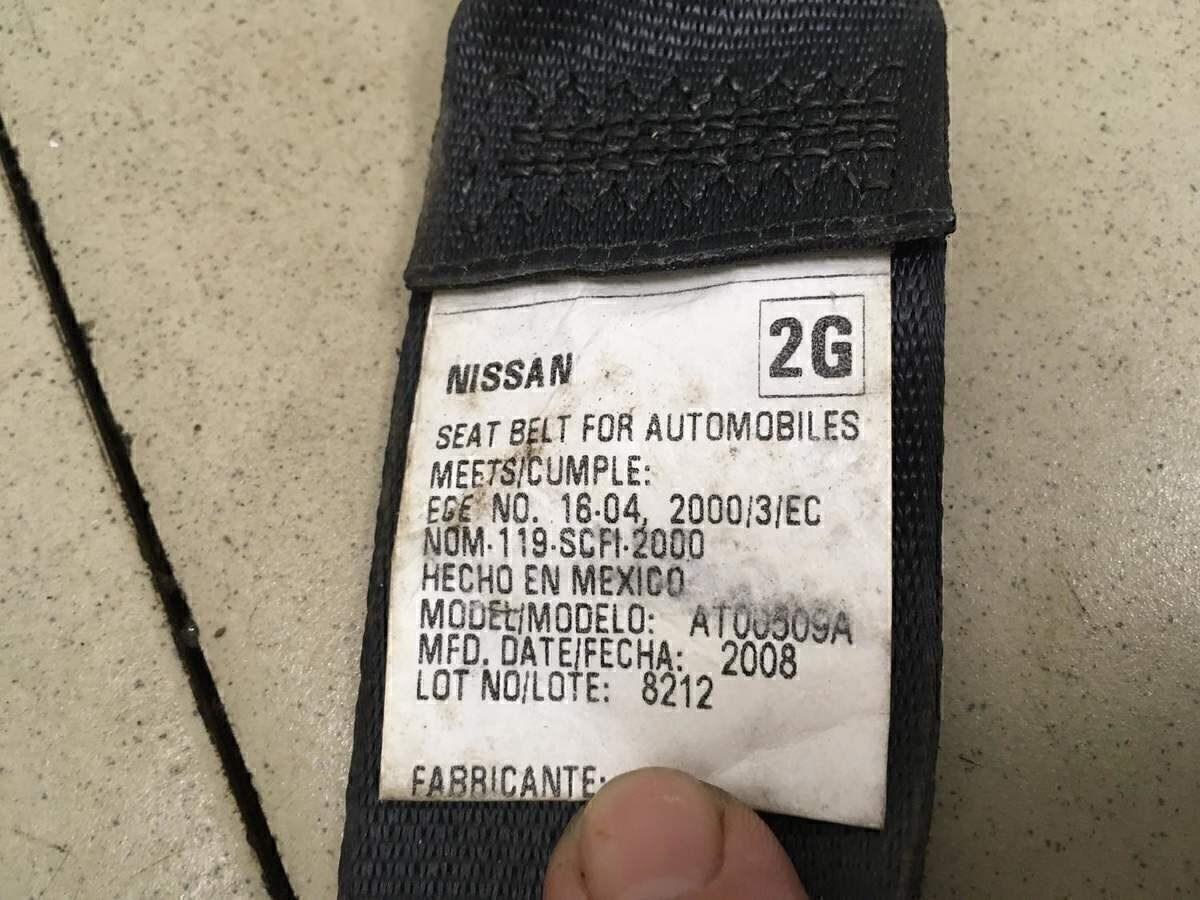 2G
NISSAN
SEAT BELT FOR AUTOMOBILES
MEETS/CUMPLE:
ECE NO. 16-04, 2000/3/EC
NOM-119-SCFI-2000
HECHO EN MEXICO
MODEL/MODELO: AT00509A
MFD. DATE/FECHA: 2008
LOT NO/LOTE: 8212
FABRICANTE: